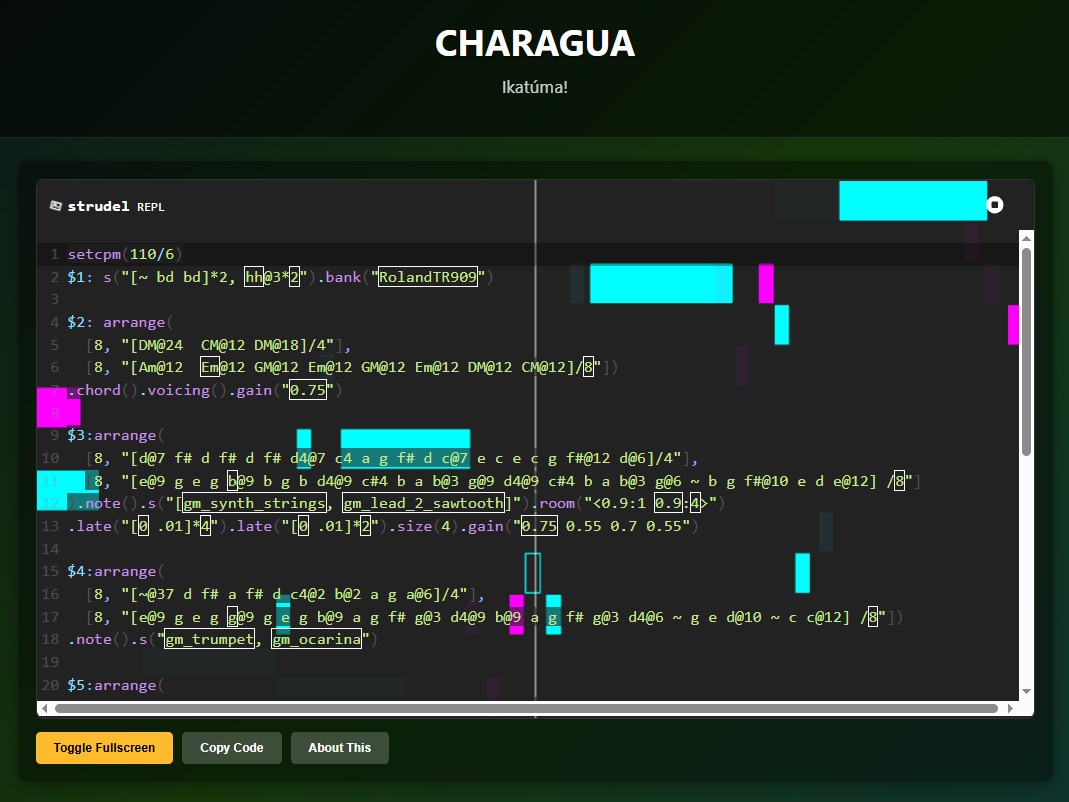 CHARAGUA
Ikatúma!
strudel REPL
1 setcpm(110/6)
2 $1: s("[~ bd bd]*2, hh@3*2").bank("RolandTR909")
3
4 $2: arrange(
5 [8, "[DM@24  CM@12 DM@18]/4"],
6 [8, "[Am@12  Em@12 GM@12 Em@12 GM@12 Em@12 DM@12 CM@12]/8"])
7 .chord().voicing().gain("0.75")
8
9 $3:arrange(
10 [8, "[d@7 f# d f# d f# d4@7 c4 a g f# d c@7 e c e c g f#@12 d@6]/4"],
11 [8, "[e@9 g e g b@09 b g b d4@9 c#4 b a b@3 g@9 d4@9 c#4 b a b@3 g@6 ~ b g f#@10 e d e@12] /8"]
12 ).note().s("[gm_synth_strings, gm_lead_2_sawtooth]").room("<0.9:1 0.9:4>")
13 .late("[0 .01]*4").late("[0 .01]*2").size(4).gain("0.75 0.55 0.7 0.55")
14
15 $4:arrange(
16 [8, "[~@37 d f# a f# d c4@2 b@2 a g a@6]/4"],
17 [8, "[e@9 g e g g@09 g e g b@9 a g f# g@3 d4@9 b@9 a g f# g@3 d4@6 ~ g e d@10 ~ c c@12] /8"])
18 .note().s("gm_trumpet, gm_ocarina")
19
20 $5:arrange(
Toggle Fullscreen
Copy Code
About This